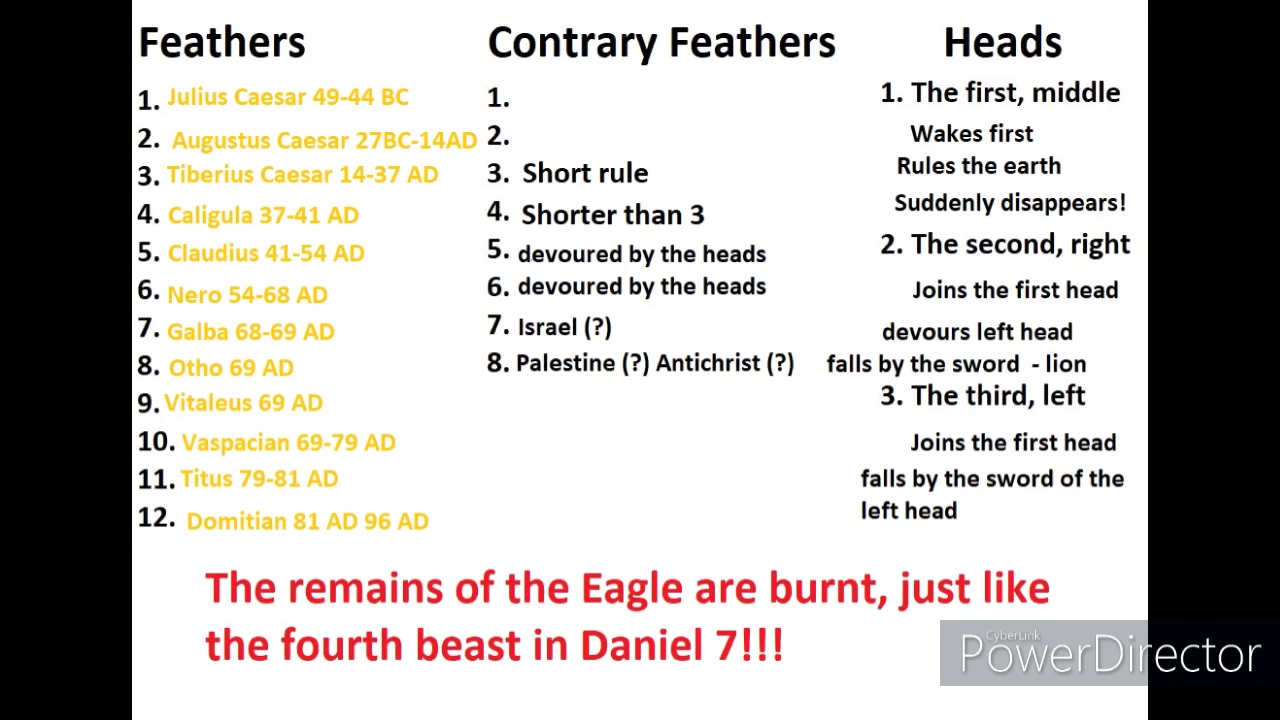 Feathers
1. Julius Caesar 49-44 BC
2. Augustus Caesar 27BC-14AD
3. Tiberius Caesar 14-37 AD
4. Caligula 37-41 AD
5. Claudius 41-54 AD
6. Nero 54-68 AD
7. Galba 68-69 AD
8. Otho 69 AD
9. Vitaleus 69 AD
10. Vaspacian 69-79 AD
11. Titus 79-81 AD
12. Domitian 81 AD 96 AD
Contrary Feathers
1.
2.
3. Short rule
4. Shorter than 3
5. devoured by the heads
6. devoured by the heads
7. Israel (?)
8. Palestine (?) Antichrist (?)
Heads
1. The first, middle
Wakes first
Rules the earth
Suddenly disappears!
2. The second, right
Joins the first head
devours left head
falls by the sword - lion
3. The third, left
Joins the first head
falls by the sword of the
left head
The remains of the Eagle are burnt, just like
the fourth beast in Daniel 7!!!
CyberLink
PowerDirector